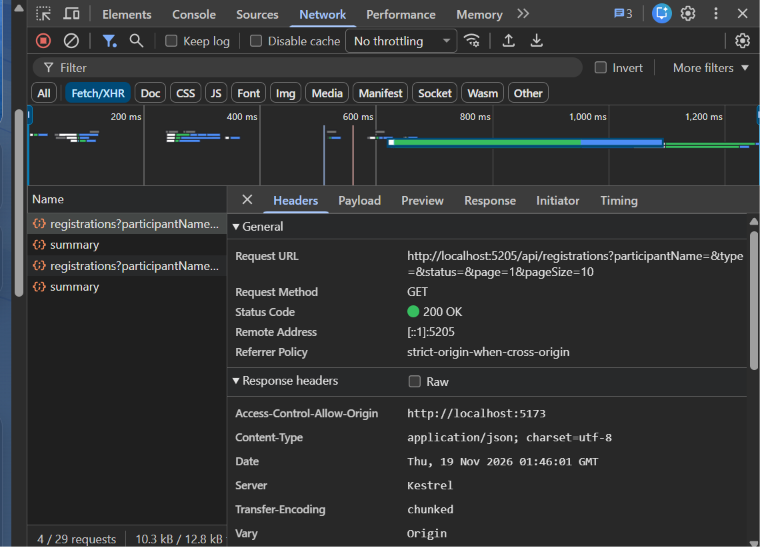 Elements Console Sources Network Performance Memory 3
Keep log Disable cache No throttling
Filter Invert More filters
All Fetch/XHR Doc CSS JS Font Img Media Manifest Socket Wasm Other
200 ms 400 ms 600 ms 800 ms 1,000 ms 1,200 ms
Name Headers Payload Preview Response Initiator Timing
registrations?participantName...
summary
registrations?participantName...
summary
General
Request URL http://localhost:5205/api/registrations?participantName=&type
=&status=&page=1&pageSize=10
Request Method GET
Status Code 200 OK
Remote Address [::1]:5205
Referrer Policy strict-origin-when-cross-origin
Response headers Raw
Access-Control-Allow-Origin http://localhost:5173
Content-Type application/json; charset=utf-8
Date Thu, 19 Nov 2026 01:46:01 GMT
Server Kestrel
Transfer-Encoding chunked
Vary Origin
4 / 29 requests 10.3 kB / 12.8 kB